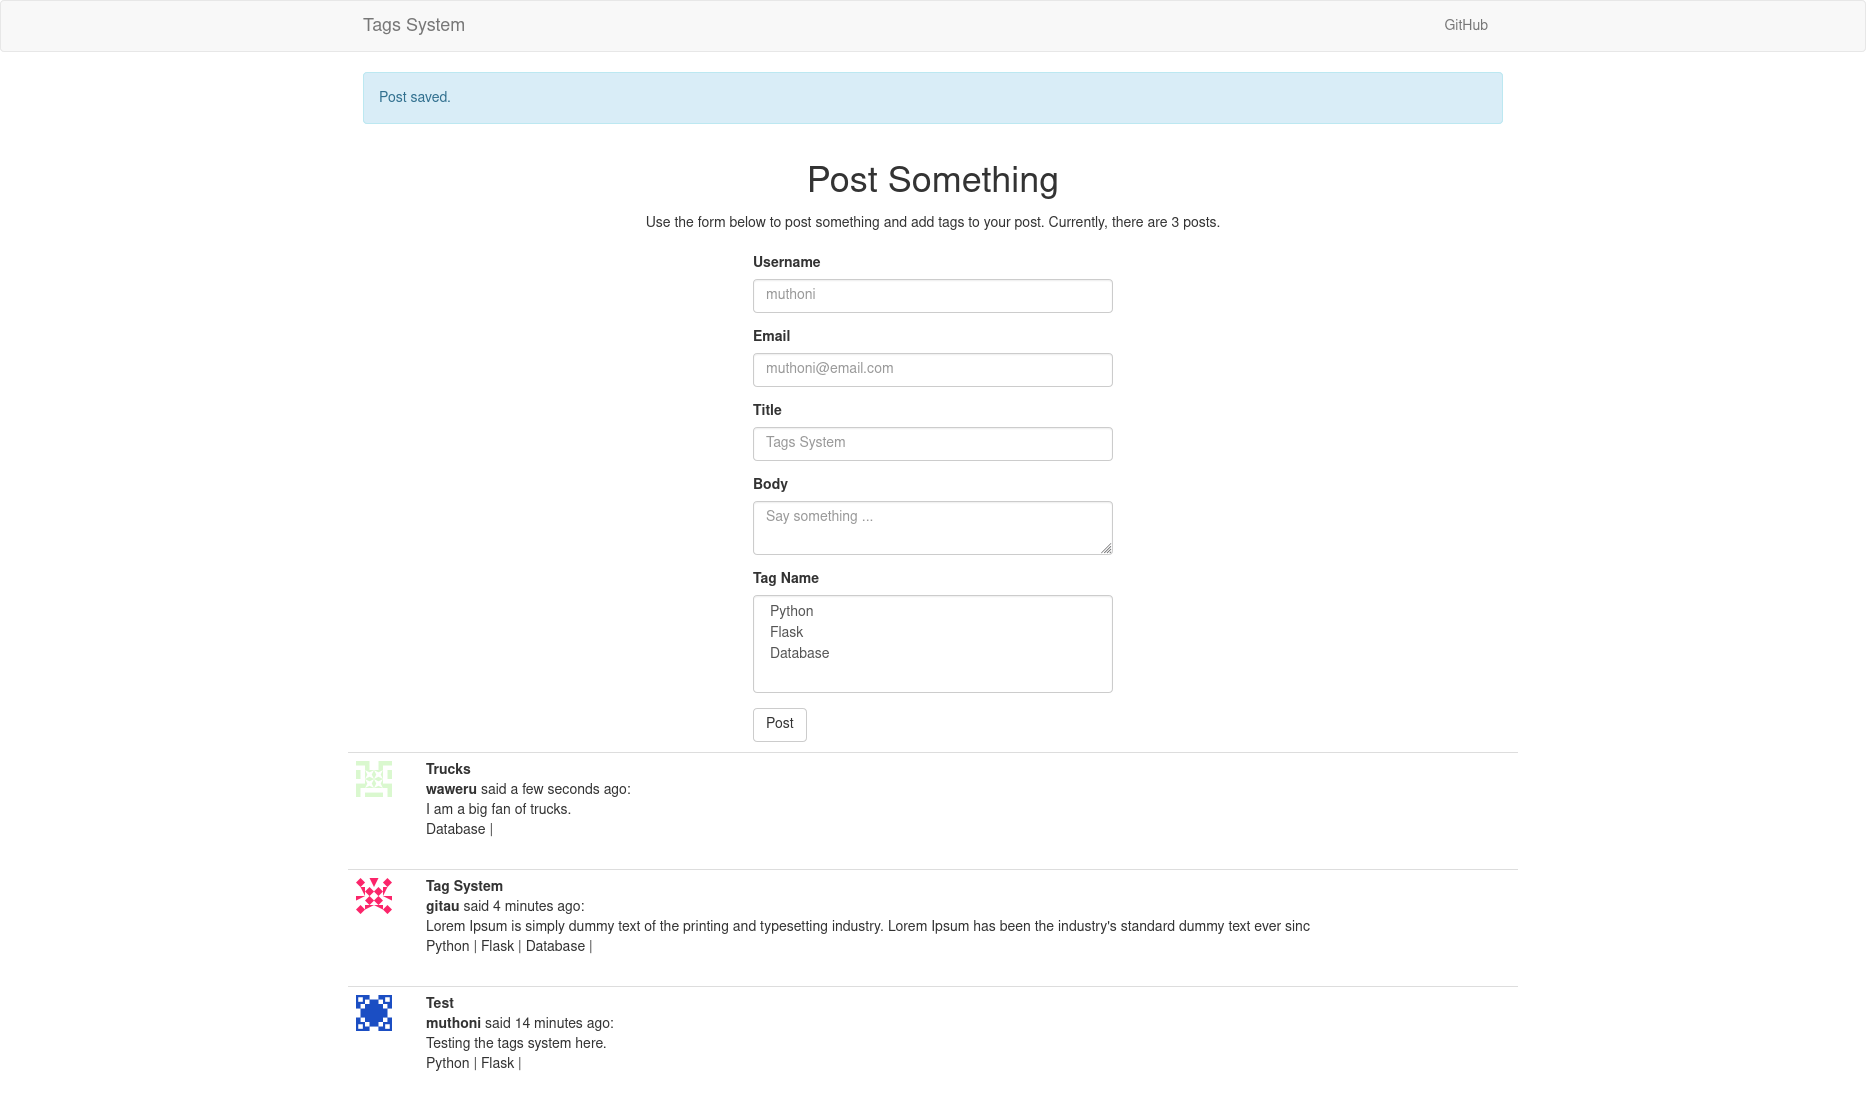 Tags System
GitHub
Post saved.
Post Something
Use the form below to post something and add tags to your post. Currently, there are 3 posts.
Username
muthoni
Email
muthoni@email.com
Title
Tags System
Body
Say something ...
Tag Name
Python
Flask
Database
Post
Trucks
waweru said a few seconds ago:
I am a big fan of trucks.
Database |
Tag System
gitau said 4 minutes ago:
Lorem Ipsum is simply dummy text of the printing and typesetting industry. Lorem Ipsum has been the industry's standard dummy text ever sinc
Python | Flask | Database |
Test
muthoni said 14 minutes ago:
Testing the tags system here.
Python | Flask |